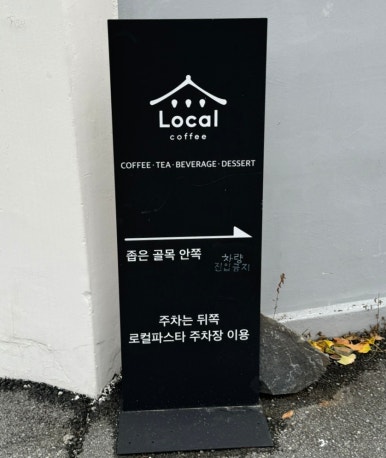 Local
coffee
COFFEE · TEA · BEVERAGE · DESSERT
좁은 골목 안쪽
차량
진입금지
주차는 뒤쪽
로컬파스타 주차장 이용